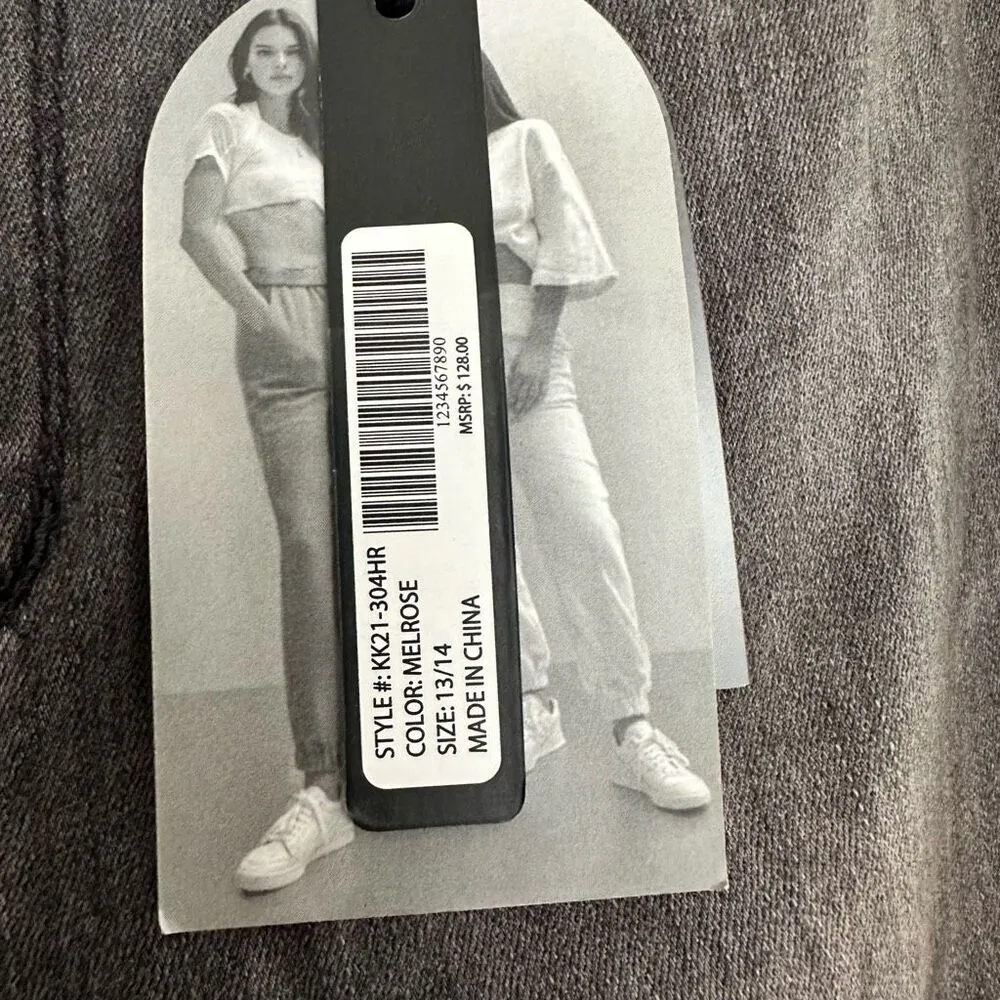 1234567890
MSRP: $ 128.00
STYLE #: KK21-304HR
COLOR: MELROSE
SIZE: 13/14
MADE IN CHINA